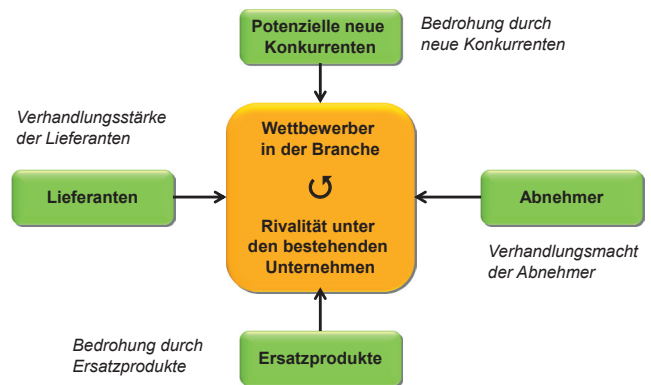 Potenzielle neue
Konkurrenten
Bedrohung durch
neue Konkurrenten
Verhandlungsstärke
der Lieferanten
Wettbewerber
in der Branche
Lieferanten
Abnehmer
Rivalität unter
den bestehenden
Unternehmen
Verhandlungsmacht
der Abnehmer
Bedrohung durch
Ersatzprodukte
Ersatzprodukte